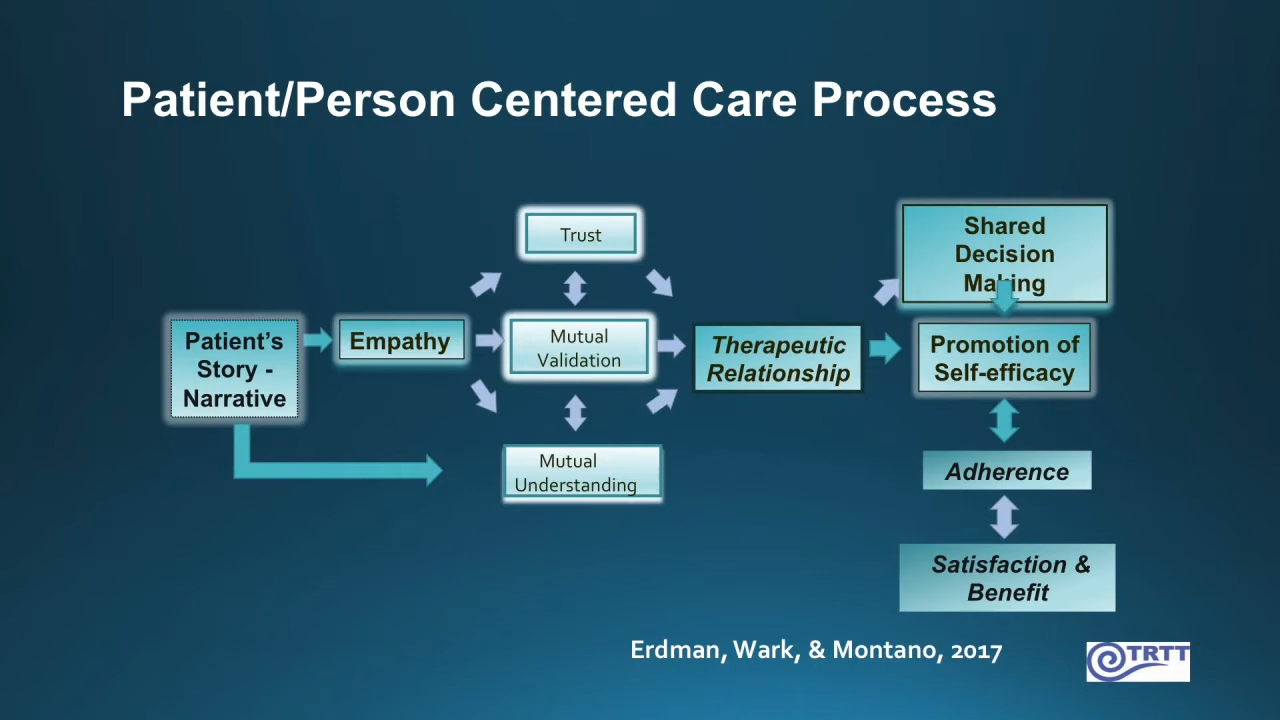 Patient/Person Centered Care Process
Trust
Shared
Decision
Making
Patient’s
Story -
Narrative
Empathy
Mutual
Validation
Therapeutic
Relationship
Promotion of
Self-efficacy
Mutual
Understanding
Adherence
Satisfaction &
Benefit
Erdman, Wark, & Montano, 2017
TRTT